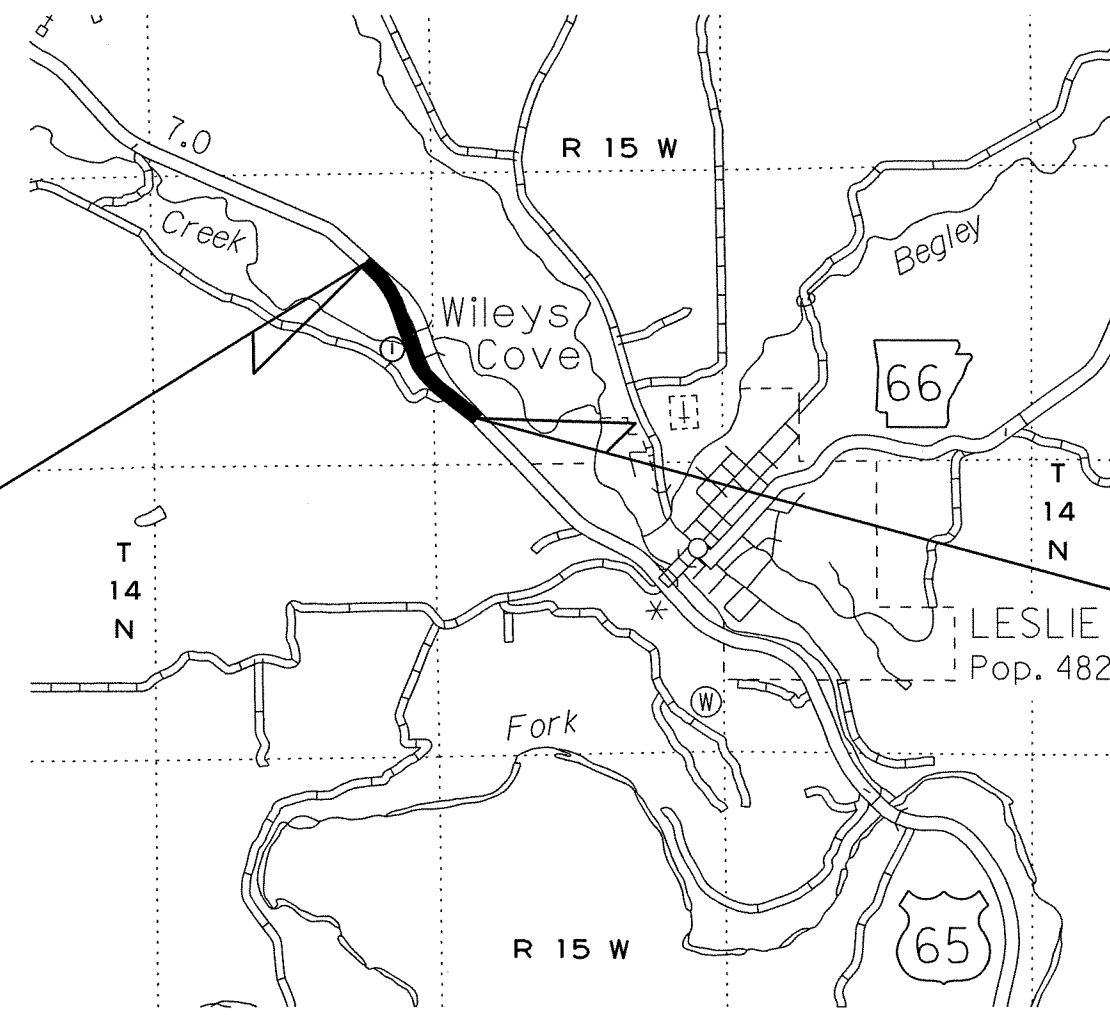 7.0
R 15 W
Creek
Begley
Wileys
Cove
66
T
14
N
T
14
N
LESLIE
Pop. 482
W
Fork
R 15 W
65